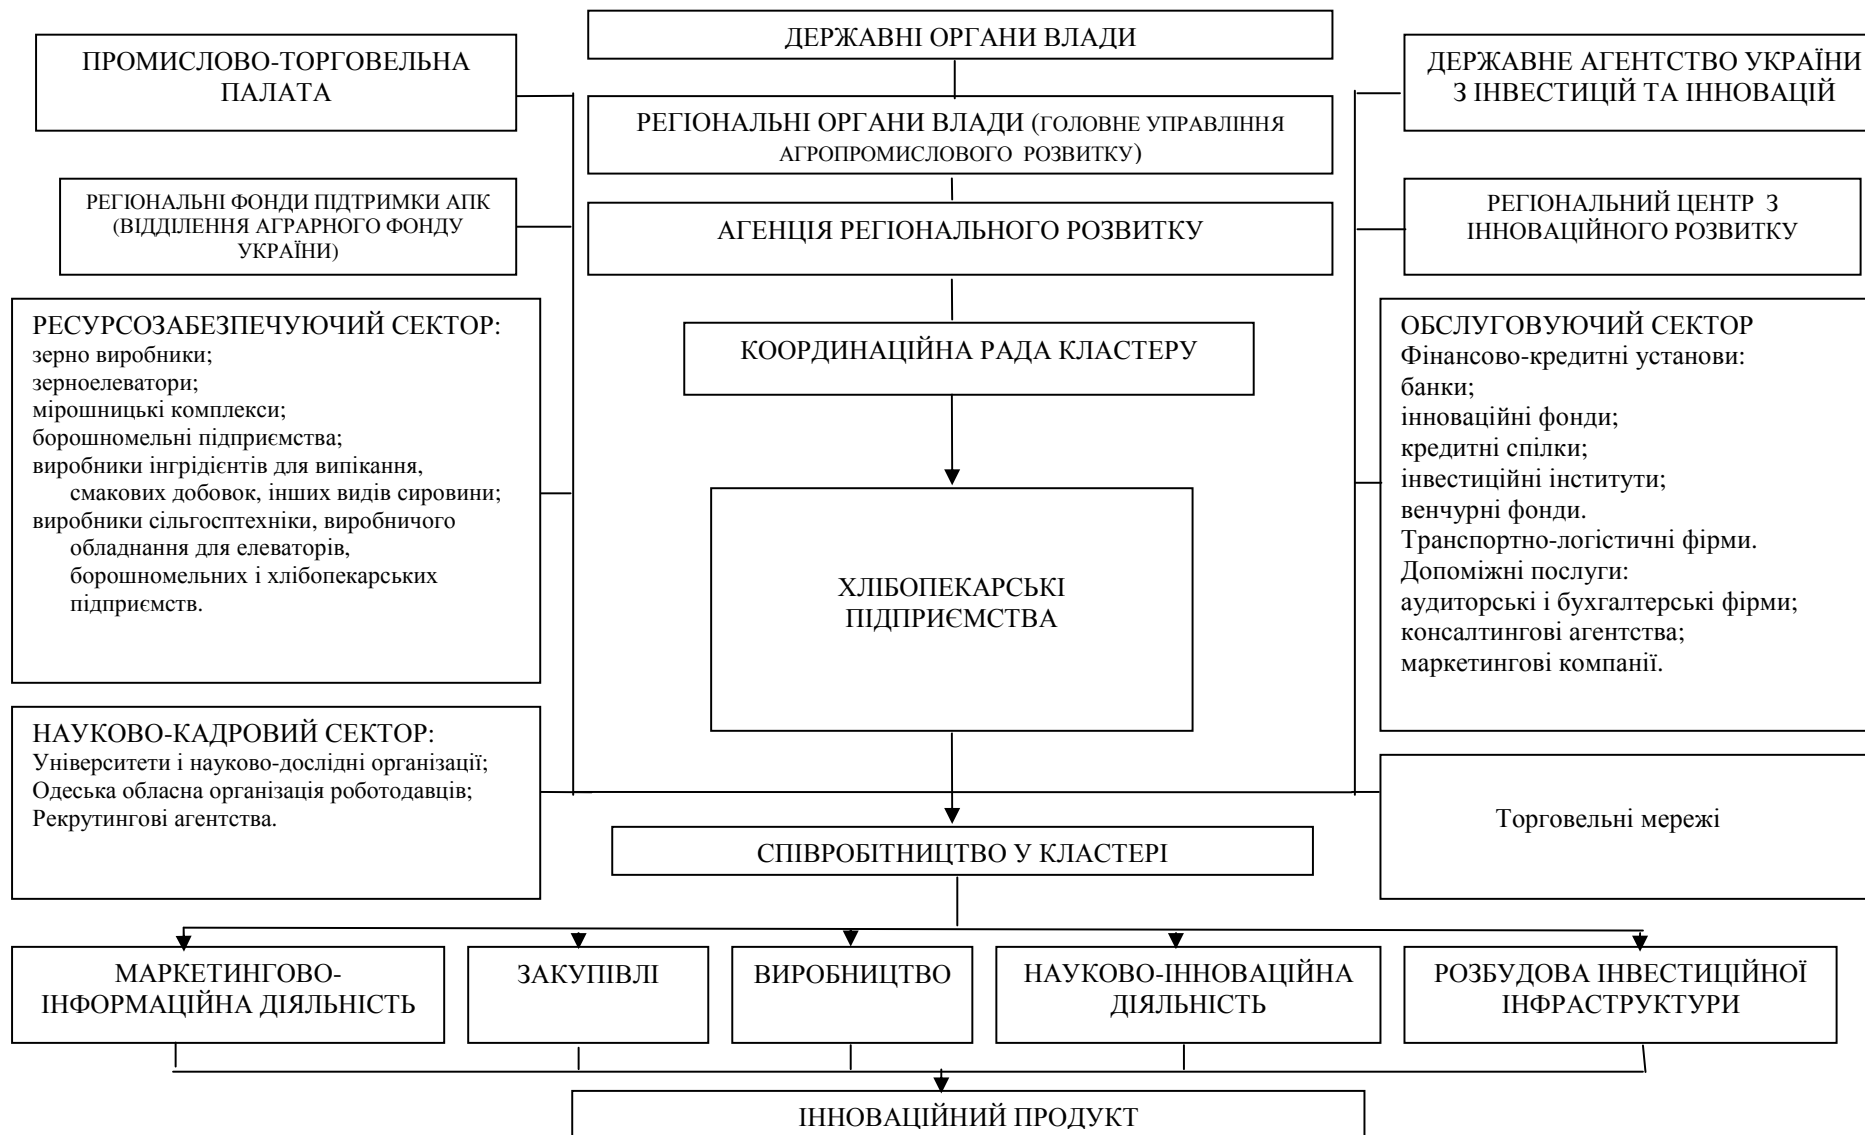 ДЕРЖАВНІ ОРГАНИ ВЛАДИ
ПРОМИСЛОВО-ТОРГОВЕЛЬНА
ПАЛАТА
ДЕРЖАВНЕ АГЕНТСТВО УКРАЇНИ
З ІНВЕСТИЦІЙ ТА ІННОВАЦІЙ
РЕГІОНАЛЬНІ ОРГАНИ ВЛАДИ (ГОЛОВНЕ УПРАВЛІННЯ
АГРОПРОМИСЛОВОГО РОЗВИТКУ)
РЕГІОНАЛЬНІ ФОНДИ ПІДТРИМКИ АПК
(ВІДДІЛЕННЯ АГРАРНОГО ФОНДУ
УКРАЇНИ)
АГЕНЦІЯ РЕГІОНАЛЬНОГО РОЗВИТКУ
РЕГІОНАЛЬНИЙ ЦЕНТР З
ІННОВАЦІЙНОГО РОЗВИТКУ
РЕСУРСОЗАБЕЗПЕЧУЮЧИЙ СЕКТОР:
зерно виробники;
зерноелеватори;
мірошницькі комплекси;
борошномельні підприємства;
виробники інгрідієнтів для випікання,
смакових добовок, інших видів сировини;
виробники сільгосптехніки, виробничого
обладнання для елеваторів,
борошномельних і хлібопекарських
підприємств.
КООРДИНАЦІЙНА РАДА КЛАСТЕРУ
ХЛІБОПЕКАРСЬКІ
ПІДПРИЄМСТВА
ОБСЛУГОВУЮЧИЙ СЕКТОР
Фінансово-кредитні установи:
банки;
інноваційні фонди;
кредитні спілки;
інвестиційні інститути;
венчурні фонди.
Транспортно-логістичні фірми.
Допоміжні послуги:
аудиторські і бухгалтерські фірми;
консалтингові агентства;
маркетингові компанії.
НАУКОВО-КАДРОВИЙ СЕКТОР:
Університети і науково-дослідні організації;
Одеська обласна організація роботодавців;
Рекрутингові агентства.
Торговельні мережі
СПІВРОБІТНИЦТВО У КЛАСТЕРІ
МАРКЕТИНГОВО-
ІНФОРМАЦІЙНА ДІЯЛЬНІСТЬ
ЗАКУПІВЛІ
ВИРОБНИЦТВО
НАУКОВО-ІННОВАЦІЙНА
ДІЯЛЬНІСТЬ
РОЗБУДОВА ІНВЕСТИЦІЙНОЇ
ІНФРАСТРУКТУРИ
ІННОВАЦІЙНИЙ ПРОДУКТ